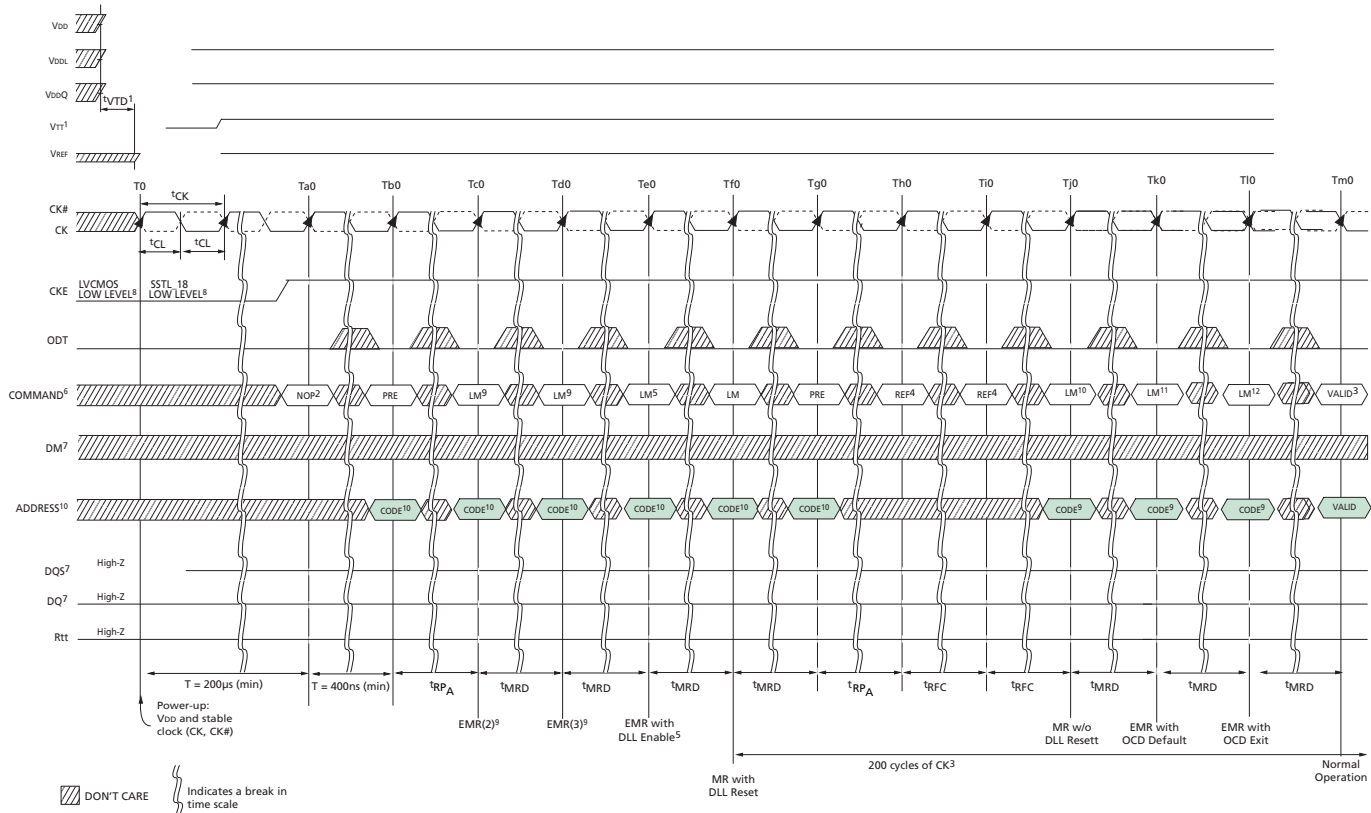 VDD
VDDL
VDDQ
tVTD1
VTT1
VREF
T0 Ta0 Tb0 Tc0 Td0 Te0 Tf0 Tg0 Th0 Ti0 Tj0 Tk0 Tl0 Tm0
tCK
CK#
CK
tCL tCL
CKE
LVCMOS LOW LEVEL8
SSTL_18 LOW LEVEL8
ODT
COMMAND6 NOP2 PRE LM9 LM9 LM5 LM PRE REF4 REF4 LM10 LM11 LM12 VALID3
DM7
ADDRESS10 CODE10 CODE10 CODE10 CODE10 CODE10 CODE10 CODE9 CODE9 CODE9 VALID
DQS7 High-Z
DQ7 High-Z
Rtt High-Z
T = 200µs (min) T = 400ns (min) tRPA tMRD tMRD tMRD tMRD tRPA tRFC tRFC tMRD tMRD tMRD
Power-up:
VDD and stable
clock (CK, CK#)
EMR(2)9
EMR(3)9
EMR with
DLL Enable5
MR with
DLL Reset
MR w/o
DLL Resett
EMR with
OCD Default
EMR with
OCD Exit
200 cycles of CK3
Normal
Operation
DON'T CARE
Indicates a break in
time scale